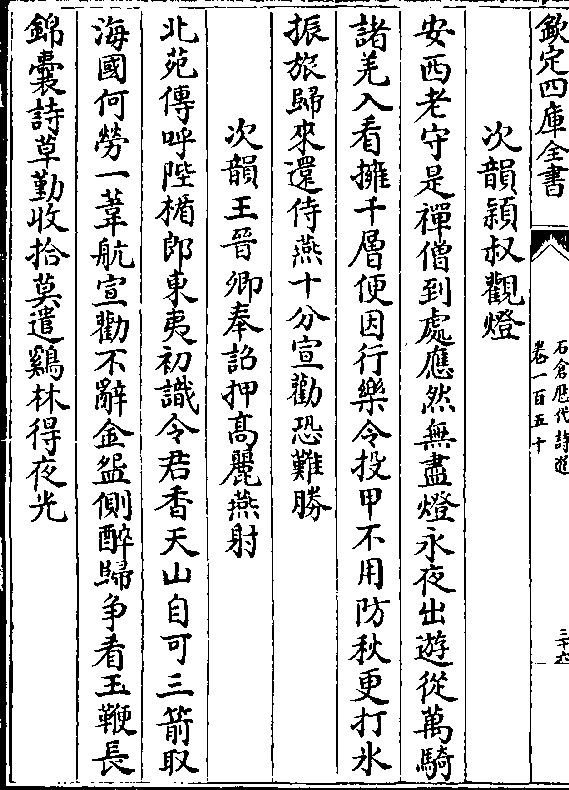 欽定四庫全書
石倉歷代詩選
卷一百五十
三十六
次韻潁叔觀燈
安西老守是禪僧到處應然無盡燈永夜出遊從萬騎
諸羌入看擁千層便因行樂令投甲不用防秋更打氷
振旅歸來還侍燕十分宣勸恐難勝
次韻王晉卿奉詔押高麗燕射
北苑傳呼陛楯郎東夷初識令君香天山自可三箭取
海國何勞一葦航宣勸不辭金盌側醉歸争看玉鞭長
錦囊詩草勤收拾莫遣鷄林得夜光